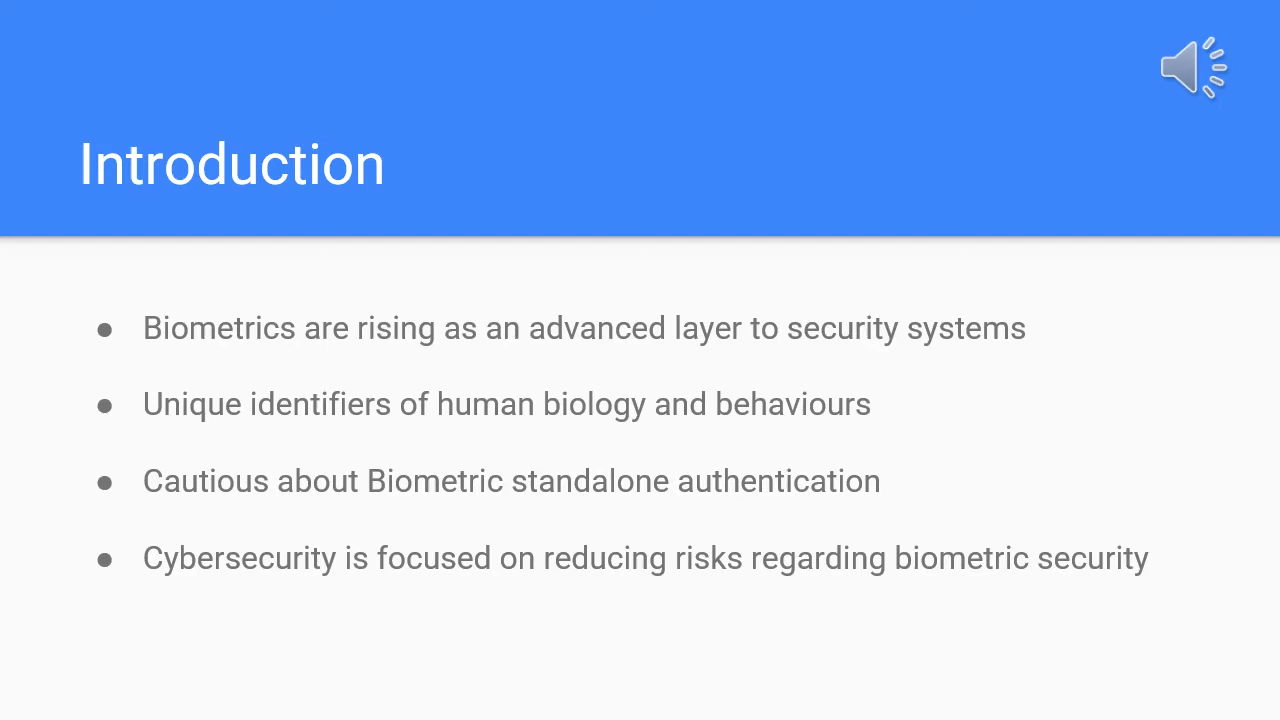 Introduction
● Biometrics are rising as an advanced layer to security systems
● Unique identifiers of human biology and behaviours
● Cautious about Biometric standalone authentication
● Cybersecurity is focused on reducing risks regarding biometric security